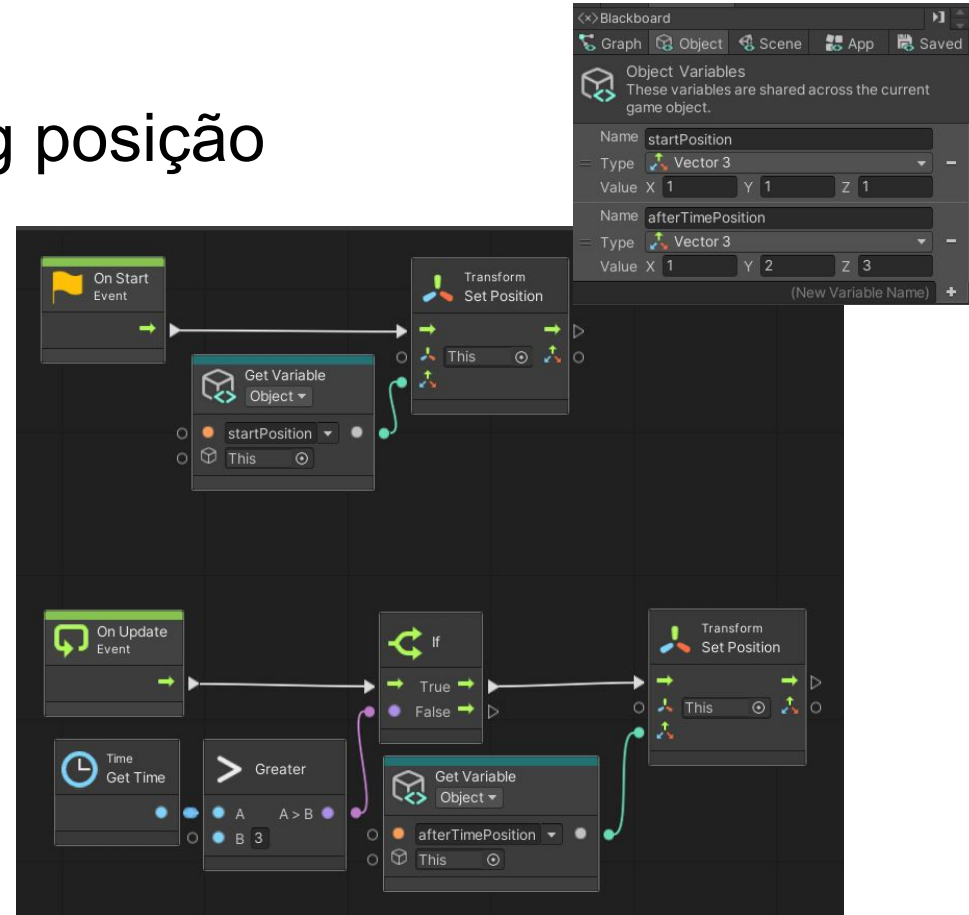 g posição
<×>Blackboard
Graph Object Scene App Saved
Object Variables
These variables are shared across the current
game object.
Name startPosition
Type Vector 3
Value X 1 Y 1 Z 1
Name afterTimePosition
Type Vector 3
Value X 1 Y 2 Z 3
(New Variable Name)
On Start
Event
Transform
Set Position
This
Get Variable
Object
startPosition
This
On Update
Event
If
True
False
Transform
Set Position
This
Time
Get Time
Greater
A A > B
B 3
Get Variable
Object
afterTimePosition
This